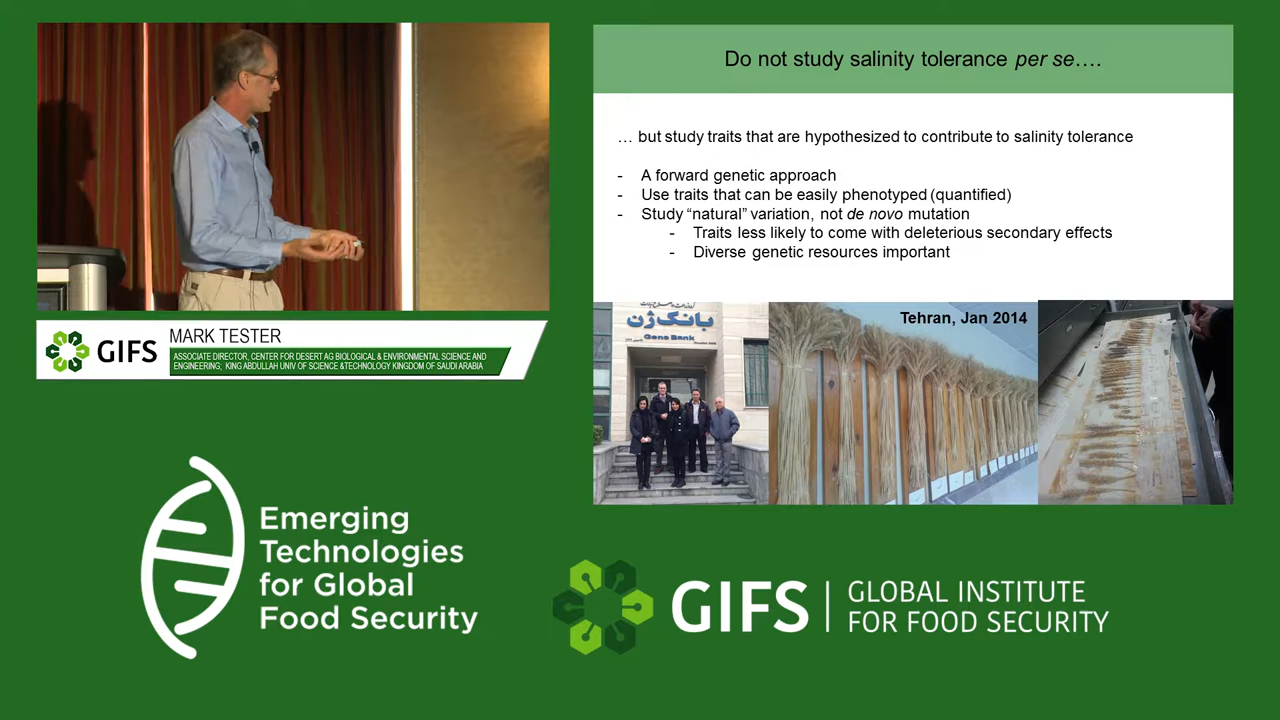 Do not study salinity tolerance per se….
… but study traits that are hypothesized to contribute to salinity tolerance
- A forward genetic approach
- Use traits that can be easily phenotyped (quantified)
- Study “natural” variation, not de novo mutation
- Traits less likely to come with deleterious secondary effects
- Diverse genetic resources important
بانک ژن
Gene Bank
Tehran, Jan 2014
GIFS
MARK TESTER
ASSOCIATE DIRECTOR, CENTER FOR DESERT AG BIOLOGICAL & ENVIRONMENTAL SCIENCE AND
ENGINEERING; KING ABDULLAH UNIV OF SCIENCE &TECHNOLOGY KINGDOM OF SAUDI ARABIA
Emerging
Technologies
for Global
Food Security
GIFS
GLOBAL INSTITUTE
FOR FOOD SECURITY